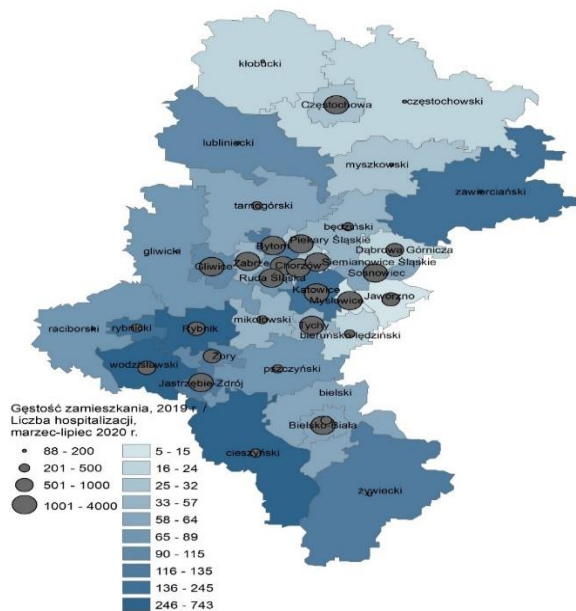 kłobucki
Częstochowa
częstochowski
lubliniecki
myszkowski
zawierciański
tarnogórski
będziński
gliwicki
Bytom
Piekary Śląskie
Dąbrowa Górnicza
Gliwice
Zabrze
Chorzów
Siemianowice Śląskie
Sosnowiec
Ruda Śląska
Katowice
Mysłowice
Jaworzno
raciborski
rybnicki
Rybnik
mikołowski
Tychy
bieruńsko-lędziński
Żory
wodzisławski
pszczyński
Jastrzębie-Zdrój
bielski
Bielsko-Biała
cieszyński
żywiecki
Gęstość zamieszkania, 2019 r. /
Liczba hospitalizacji,
marzec-lipiec 2020 r.
88 - 200
201 - 500
501 - 1000
1001 - 4000
5 - 15
16 - 24
25 - 32
33 - 57
58 - 64
65 - 89
90 - 115
116 - 135
136 - 245
246 - 743